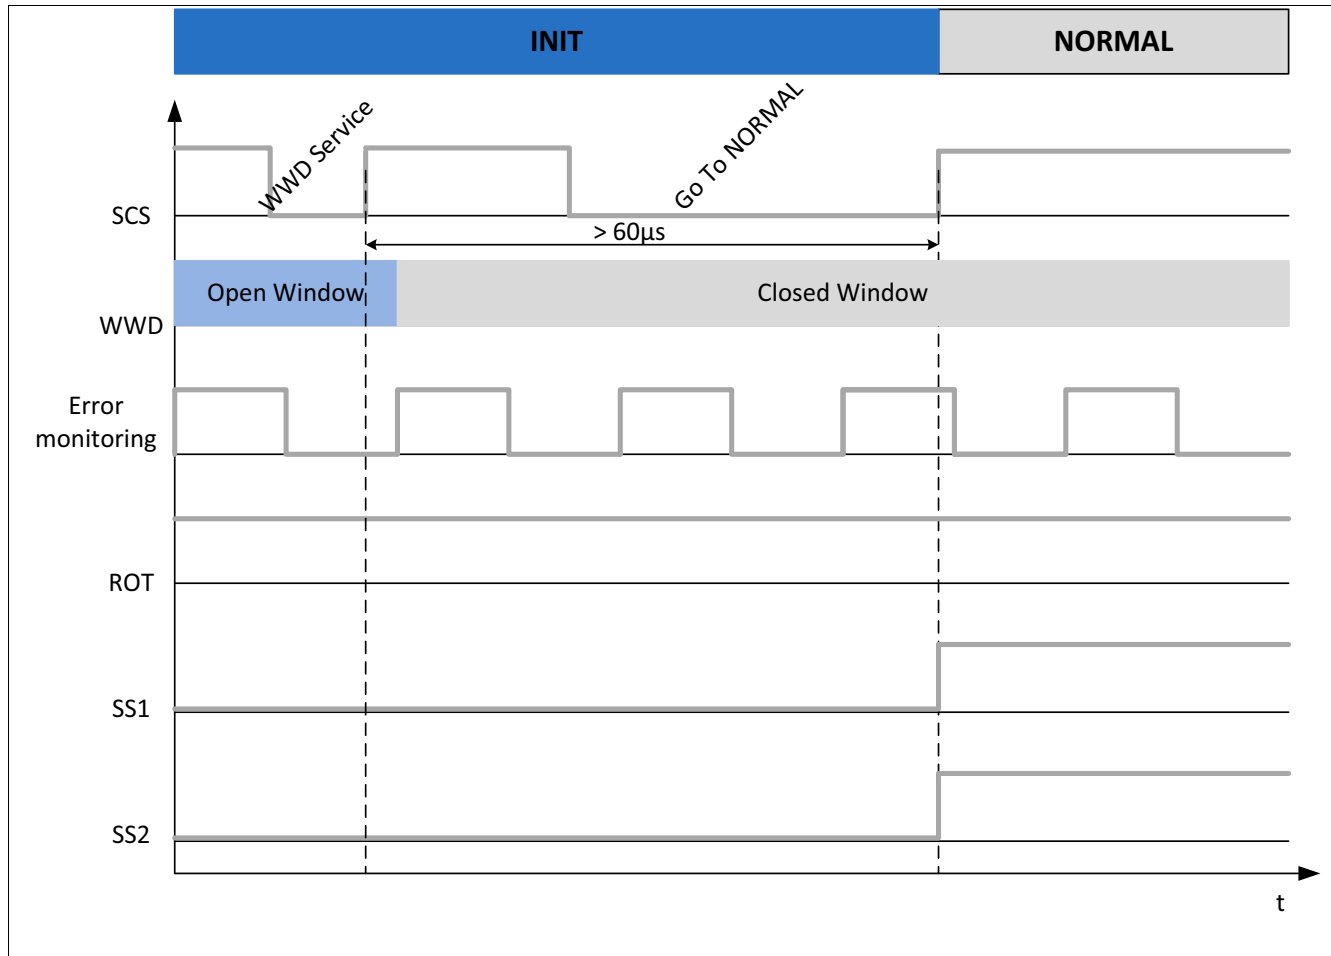 INIT
NORMAL
WWD Service
Go To NORMAL
SCS
> 60µs
Open Window
Closed Window
WWD
Error
monitoring
ROT
SS1
SS2
t